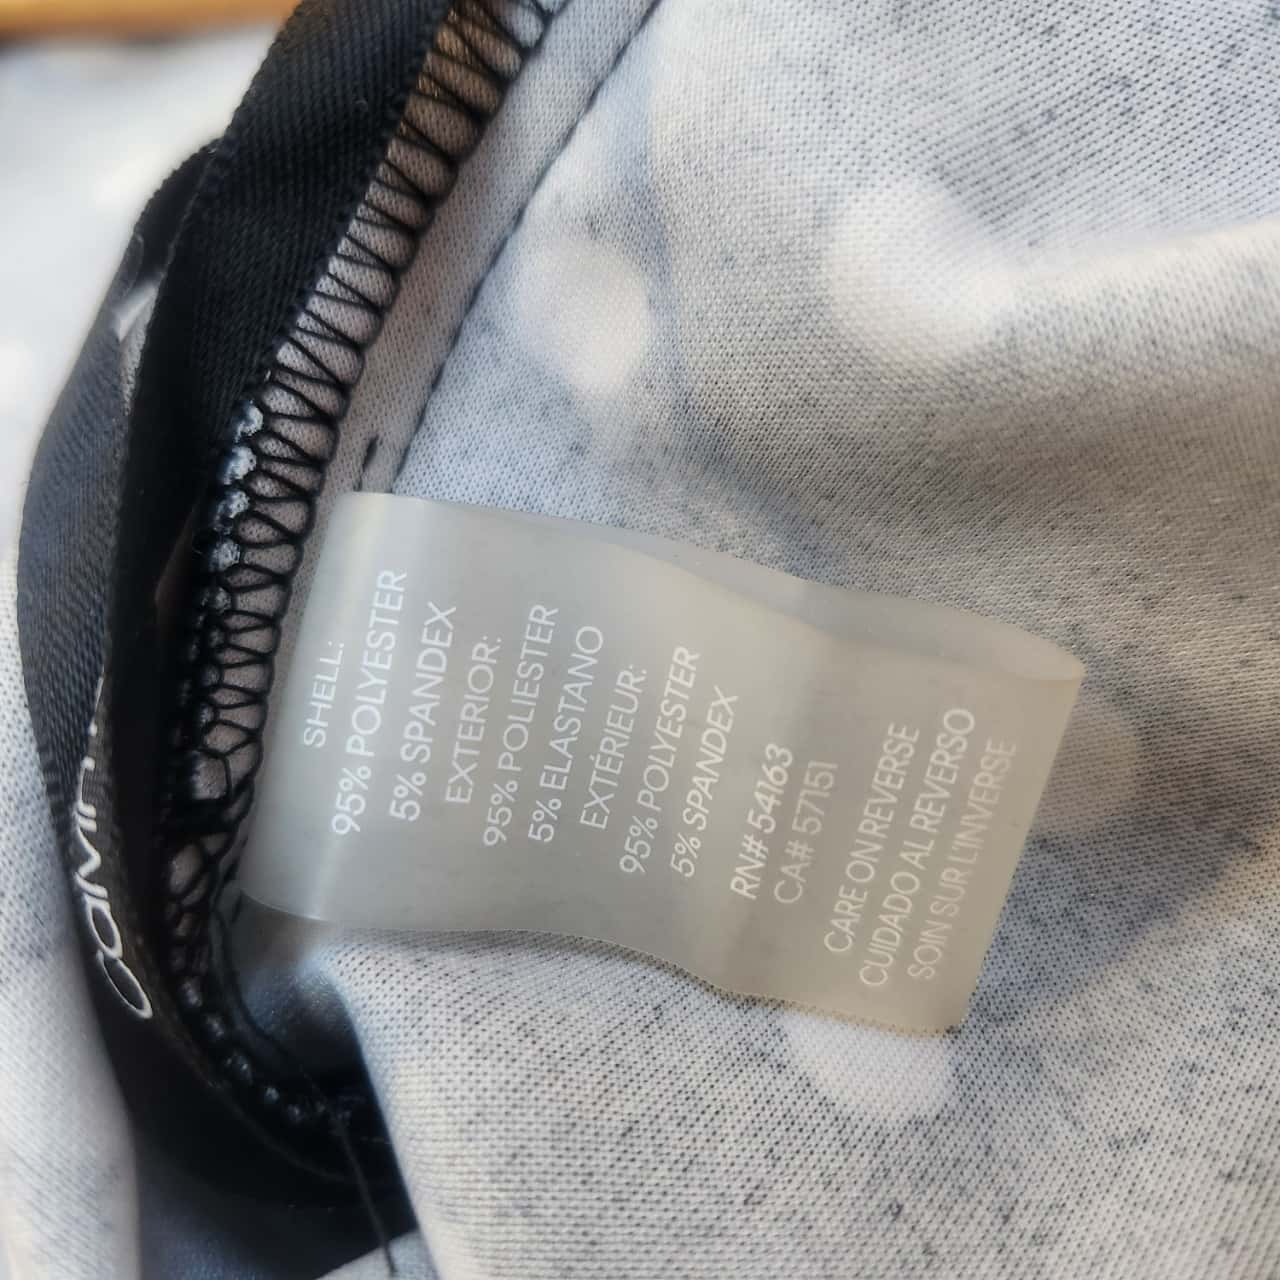 SHELL:
95% POLYESTER
5% SPANDEX
EXTERIOR:
95% POLIESTER
5% ELASTANO
EXTÉRIEUR:
95% POLYESTER
5% SPANDEX
RN# 54163
CA# 57151
CARE ON REVERSE
CUIDADO AL REVERSO
SOIN SUR L'INVERSE